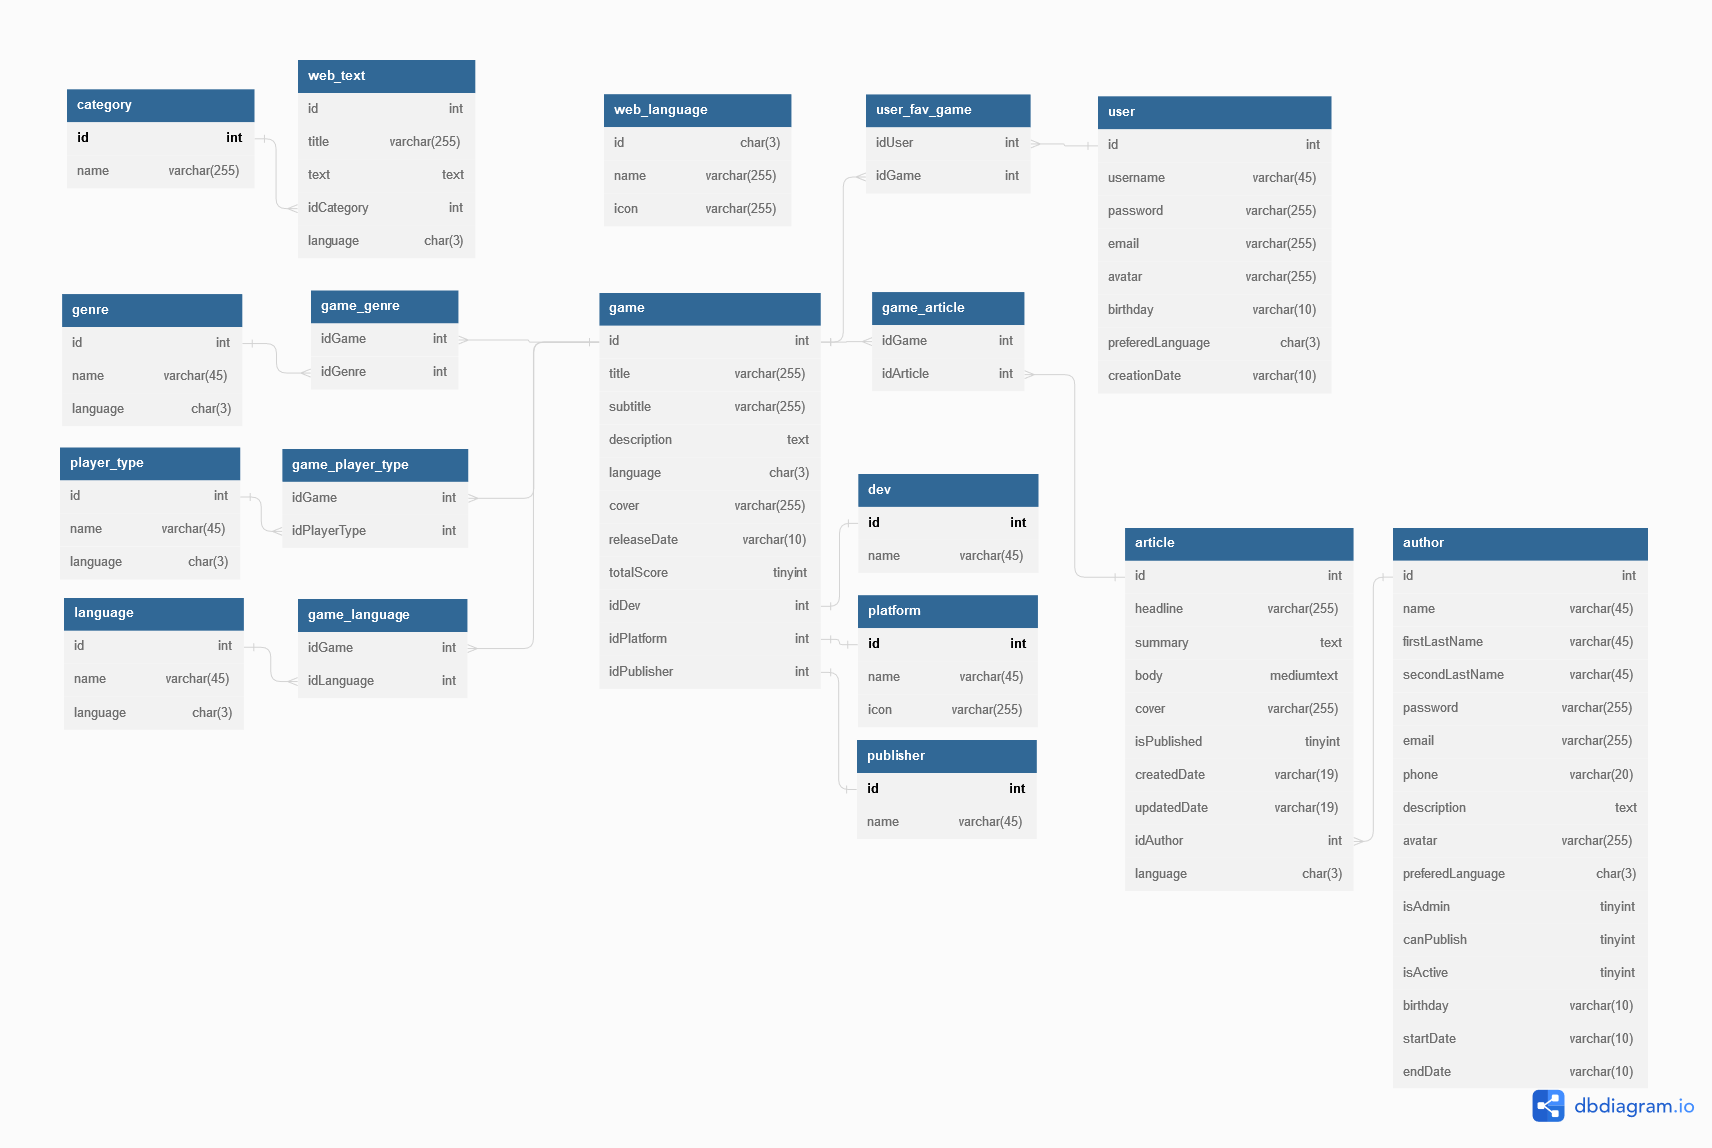 category
id int
name varchar(255)
web_text
id int
title varchar(255)
text text
idCategory int
language char(3)
web_language
id char(3)
name varchar(255)
icon varchar(255)
user_fav_game
idUser int
idGame int
user
id int
username varchar(45)
password varchar(255)
email varchar(255)
avatar varchar(255)
birthday varchar(10)
preferedLanguage char(3)
creationDate varchar(10)
genre
id int
name varchar(45)
language char(3)
game_genre
idGame int
idGenre int
game
id int
title varchar(255)
subtitle varchar(255)
description text
language char(3)
cover varchar(255)
releaseDate varchar(10)
totalScore tinyint
idDev int
idPlatform int
idPublisher int
game_article
idGame int
idArticle int
player_type
id int
name varchar(45)
language char(3)
game_player_type
idGame int
idPlayerType int
language
id int
name varchar(45)
language char(3)
game_language
idGame int
idLanguage int
dev
id int
name varchar(45)
platform
id int
name varchar(45)
icon varchar(255)
publisher
id int
name varchar(45)
article
id int
headline varchar(255)
summary text
body mediumtext
cover varchar(255)
isPublished tinyint
createdDate varchar(19)
updatedDate varchar(19)
idAuthor int
language char(3)
author
id int
name varchar(45)
firstLastName varchar(45)
secondLastName varchar(45)
password varchar(255)
email varchar(255)
phone varchar(20)
description text
avatar varchar(255)
preferedLanguage char(3)
isAdmin tinyint
canPublish tinyint
isActive tinyint
birthday varchar(10)
startDate varchar(10)
endDate varchar(10)
dbdiagram.io